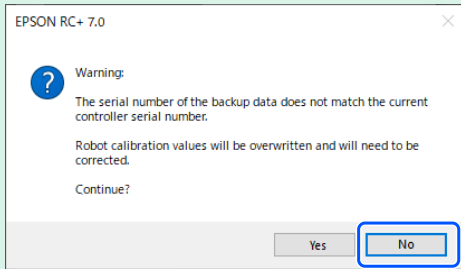 EPSON RC+ 7.0
Warning:
The serial number of the backup data does not match the current
controller serial number.
Robot calibration values will be overwritten and will need to be
corrected.
Continue?
Yes
No